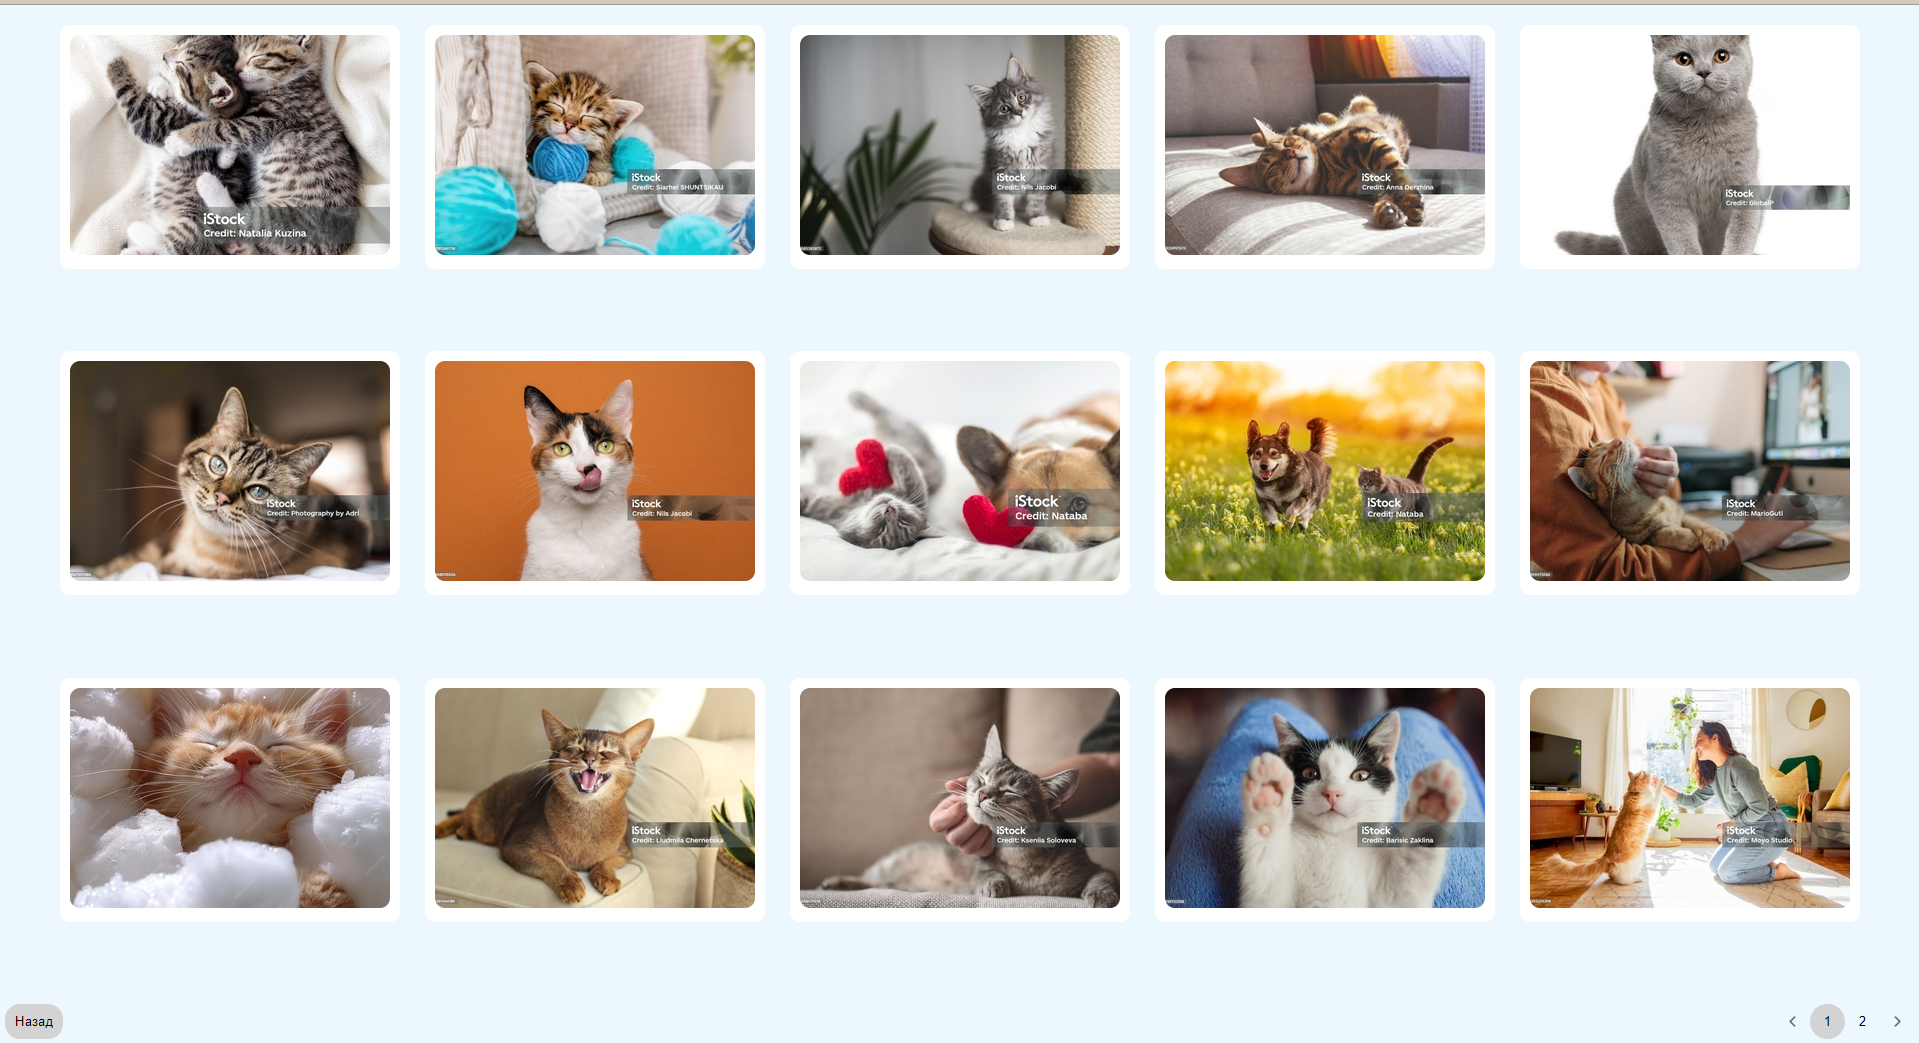 iStock
Credit: Natalia Kuzina
iStock
Credit: Siarhei SHUNTSIKAU
iStock
Credit: Nils Jacobi
iStock
Credit: Anna Derzhina
iStock
Credit: GlobalP
iStock
Credit: Photography by Adri
iStock
Credit: Nils Jacobi
iStock
Credit: Nataba
iStock
Credit: Nataba
iStock
Credit: MarioGuti
iStock
Credit: Liudmila Chernetska
iStock
Credit: Kseniia Soloveva
iStock
Credit: Barisic Zaklina
iStock
Credit: Moyo Studio
Назад
1 2